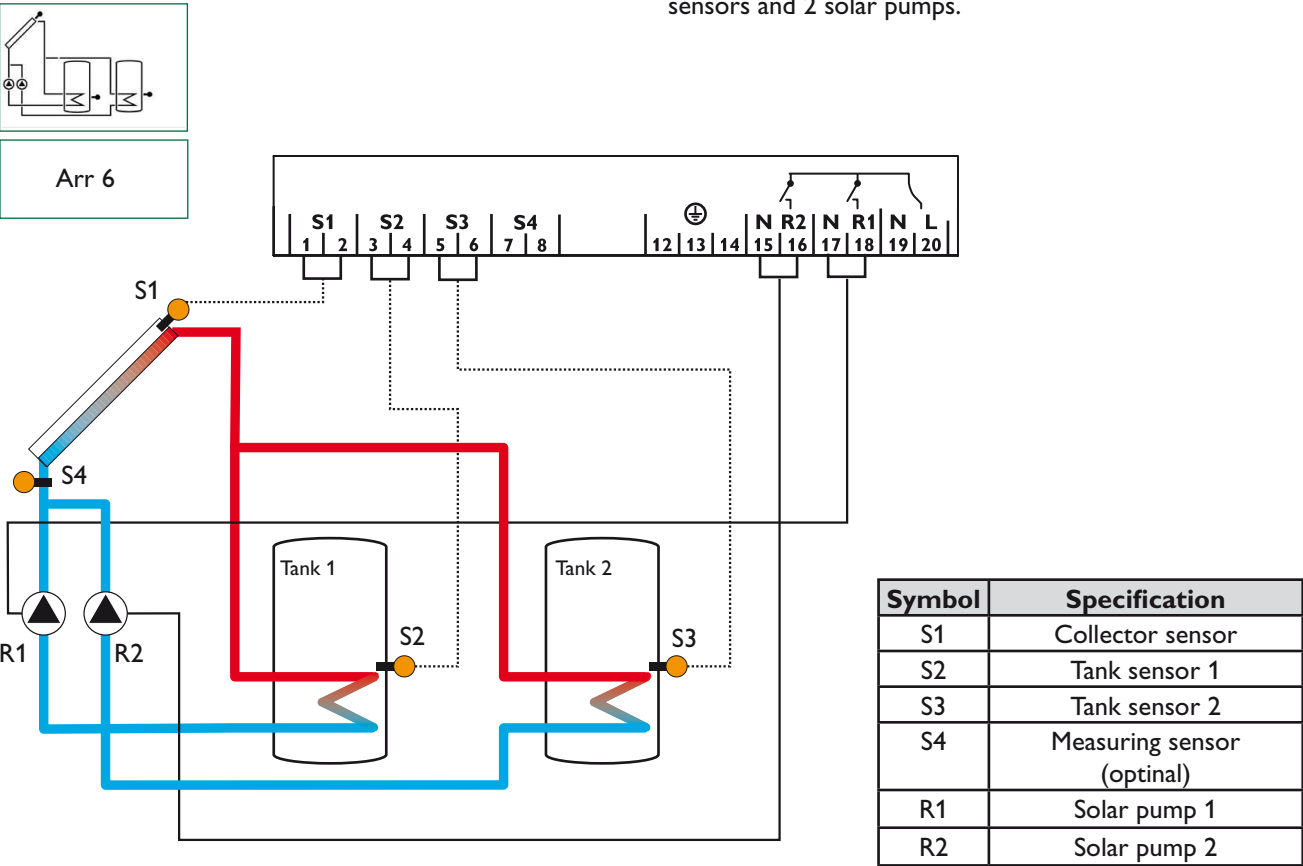 sensors and 2 solar pumps.
Arr 6
S1 S2 S3 S4 N R2 N R1 N L
1 2 3 4 5 6 7 8 12 13 14 15 16 17 18 19 20
S1
S4
Tank 1
Tank 2
S2
S3
R1
R2
Symbol Specification
S1 Collector sensor
S2 Tank sensor 1
S3 Tank sensor 2
S4 Measuring sensor
(optinal)
R1 Solar pump 1
R2 Solar pump 2